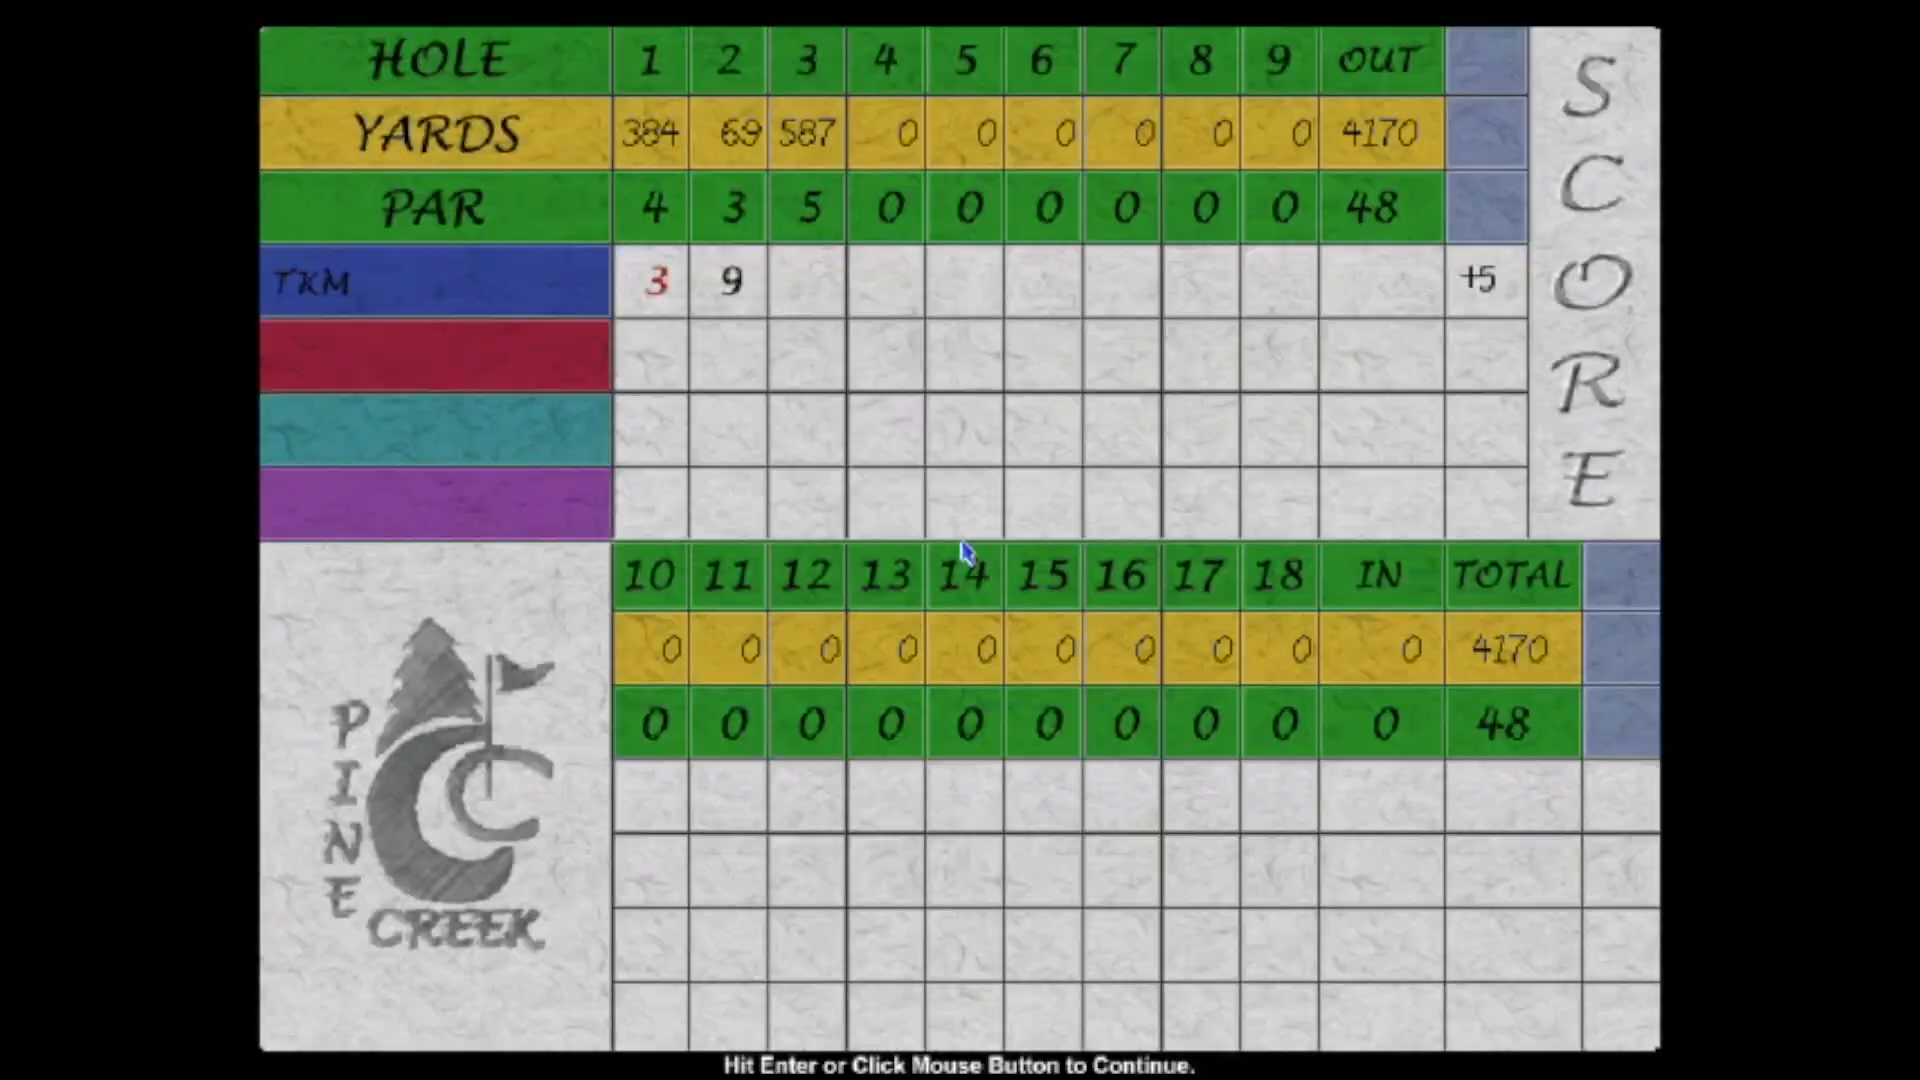 HOLE 1 2 3 4 5 6 7 8 9 OUT
YARDS 384 69 587 0 0 0 0 0 0 4170
PAR 4 3 5 0 0 0 0 0 0 48
TKM 3 9 +5
SCORE
10 11 12 13 14 15 16 17 18 IN TOTAL
0 0 0 0 0 0 0 0 0 0 4170
0 0 0 0 0 0 0 0 0 0 48
PINE
CREEK
Hit Enter or Click Mouse Button to Continue.